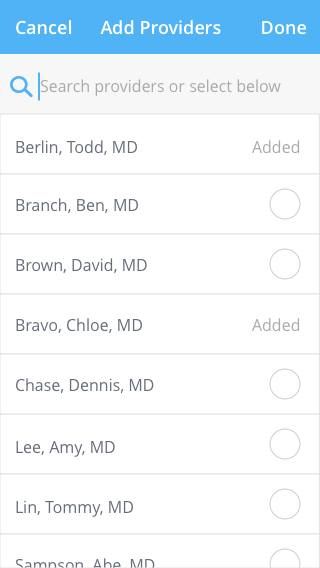 Cancel Add Providers Done
Search providers or select below
Berlin, Todd, MD Added
Branch, Ben, MD
Brown, David, MD
Bravo, Chloe, MD Added
Chase, Dennis, MD
Lee, Amy, MD
Lin, Tommy, MD
Sampson, Abe, MD